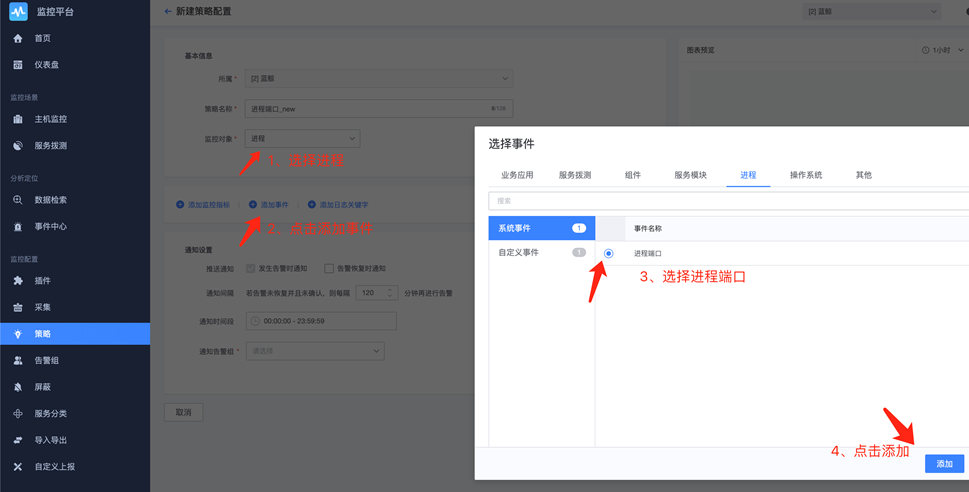 监控平台
首页
仪表盘
监控场景
主机监控
服务拨测
分析定位
数据检索
事件中心
监控配置
插件
采集
策略
告警组
屏蔽
服务分类
导入导出
自定义上报
← 新建策略配置
[2] 蓝鲸
基本信息
所属 * [2] 蓝鲸
策略名称 * 进程端口_new
监控对象 * 进程
1、选择进程
添加监控指标 添加事件 添加日志关键字
2、点击添加事件
通知设置
推送通知 发生告警时通知 告警恢复时通知
通知间隔 若告警未恢复并且未确认，则每隔 120 分钟再进行告警
通知时间段 00:00:00 - 23:59:59
通知告警组 * 请选择
取消
图表预览
1小时
选择事件
业务应用 服务拨测 组件 服务模块 进程 操作系统 其他
搜索
系统事件 1
自定义事件 1
事件名称
进程端口
3、选择进程端口
4、点击添加
添加